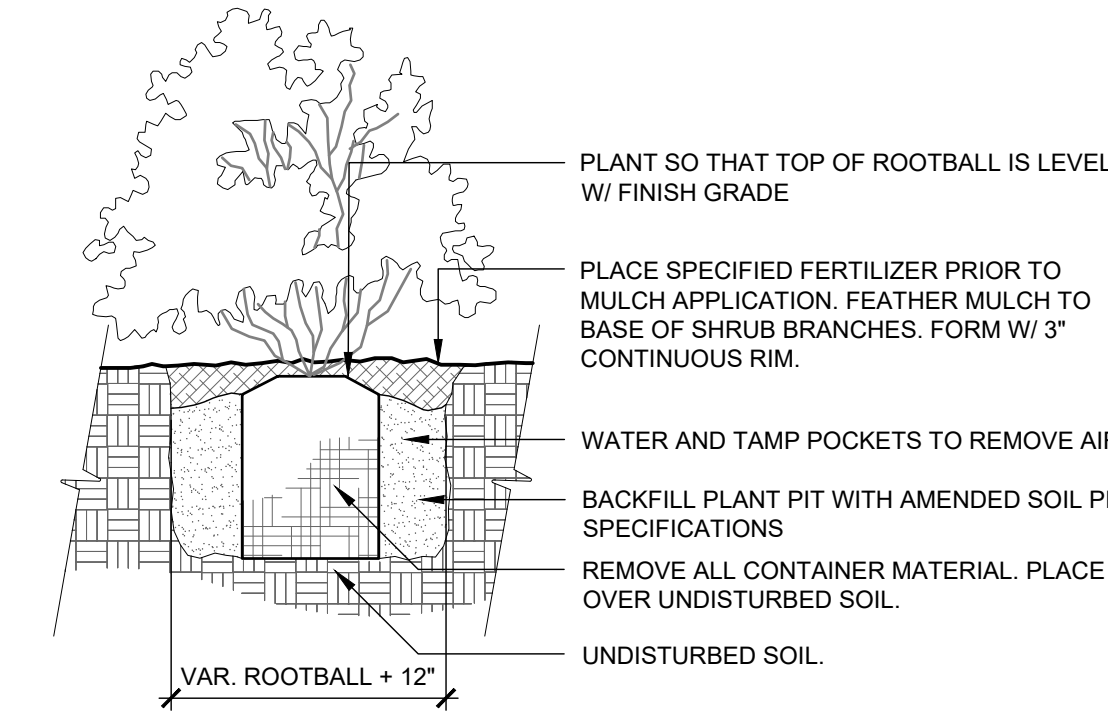 PLANT SO THAT TOP OF ROOTBALL IS LEVEL
W/ FINISH GRADE
PLACE SPECIFIED FERTILIZER PRIOR TO
MULCH APPLICATION. FEATHER MULCH TO
BASE OF SHRUB BRANCHES. FORM W/ 3"
CONTINUOUS RIM.
WATER AND TAMP POCKETS TO REMOVE
BACKFILL PLANT PIT WITH AMENDED SOIL
SPECIFICATIONS
REMOVE ALL CONTAINER MATERIAL. PLACE
OVER UNDISTURBED SOIL.
UNDISTURBED SOIL.
VAR. ROOTBALL + 12"